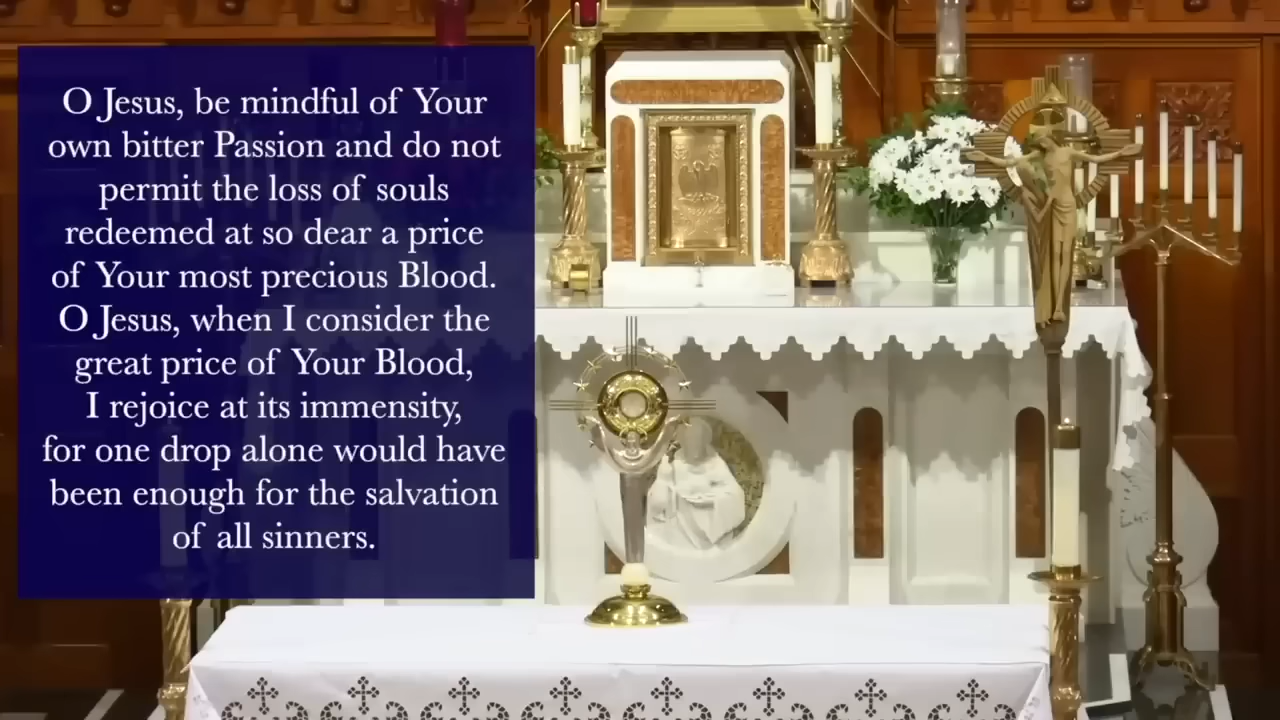 O Jesus, be mindful of Your
own bitter Passion and do not
permit the loss of souls
redeemed at so dear a price
of Your most precious Blood.
O Jesus, when I consider the
great price of Your Blood,
I rejoice at its immensity,
for one drop alone would have
been enough for the salvation
of all sinners.